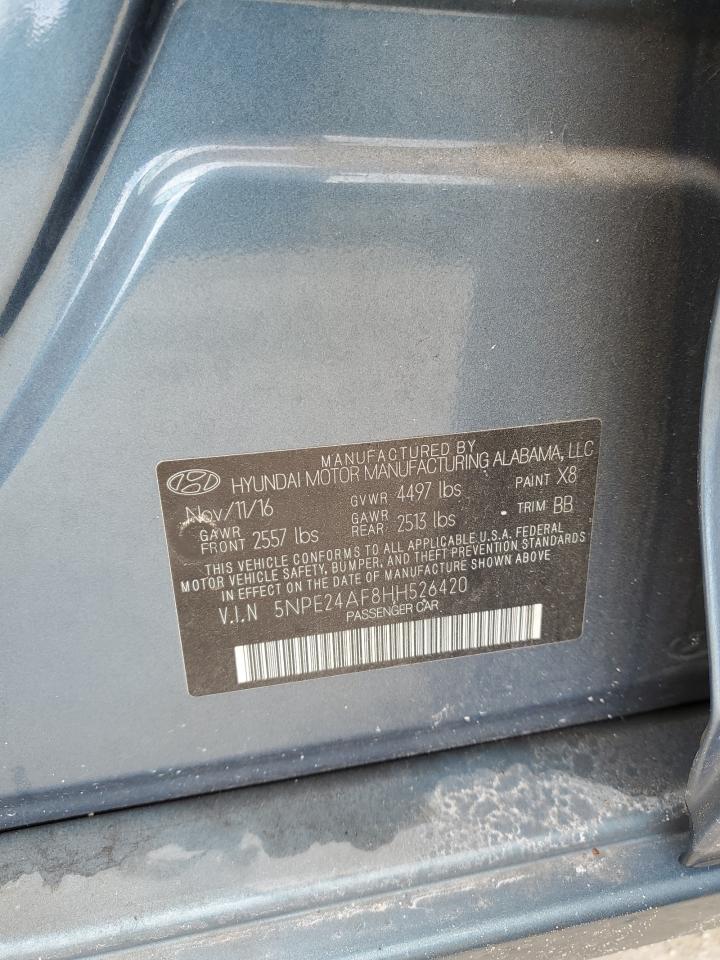 MANUFACTURED BY
HYUNDAI MOTOR MANUFACTURING ALABAMA, LLC
Nov/11/16 GVWR 4497 lbs PAINT X8
GAWR FRONT 2557 lbs GAWR REAR 2513 lbs TRIM BB
THIS VEHICLE CONFORMS TO ALL APPLICABLE U.S.A. FEDERAL
MOTOR VEHICLE SAFETY, BUMPER, AND THEFT PREVENTION STANDARDS
IN EFFECT ON THE DATE OF MANUFACTURE SHOWN ABOVE
V.I.N 5NPE24AF8HH526420
PASSENGER CAR